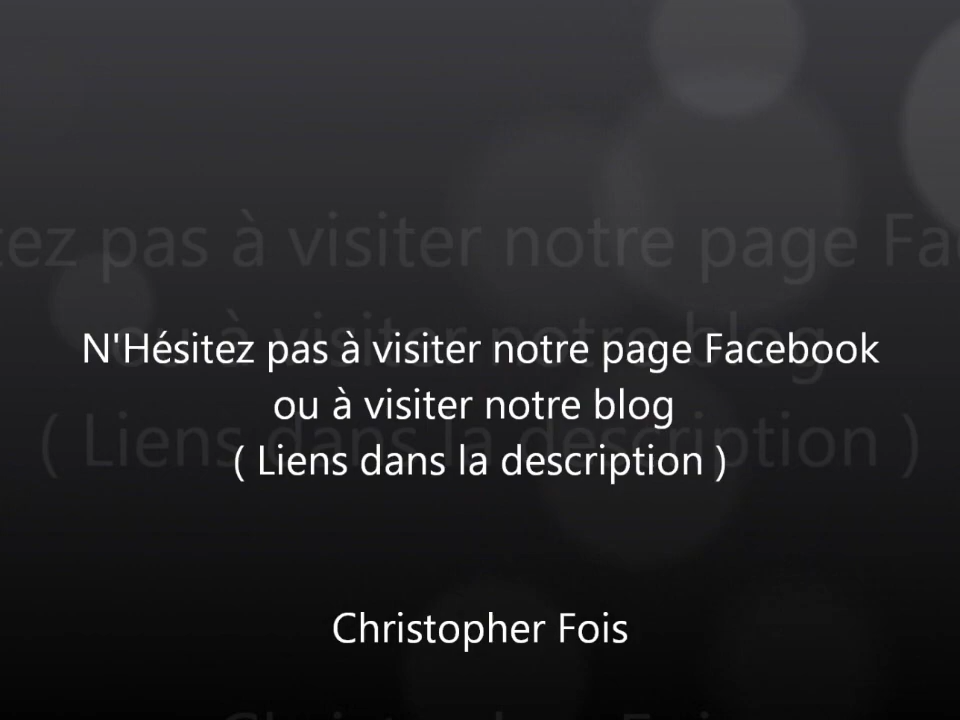 N'Hésitez pas à visiter notre page Facebook
ou à visiter notre blog
( Liens dans la description )
Christopher Fois